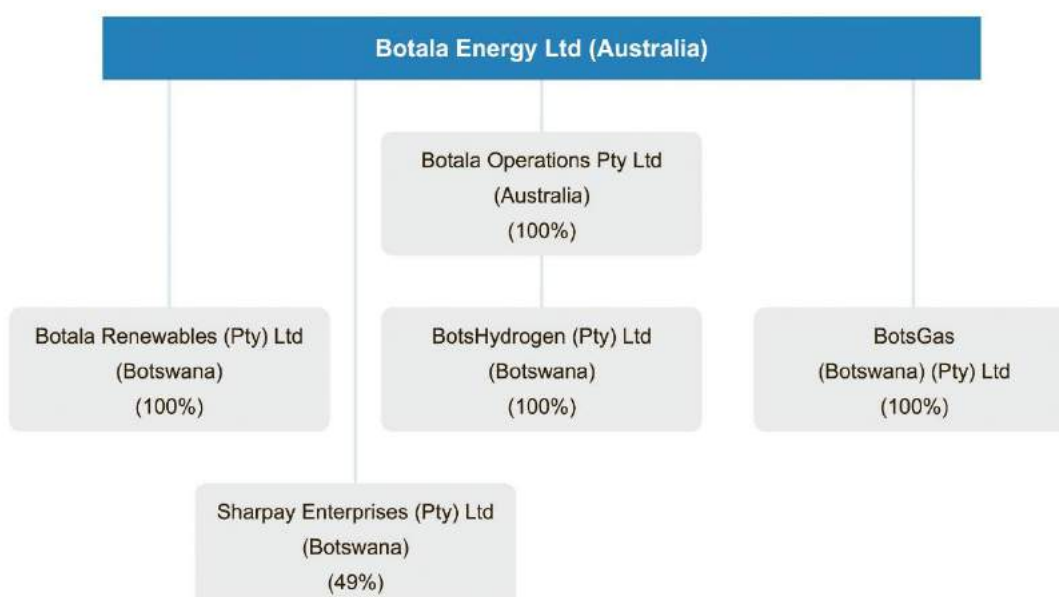 Botala Energy Ltd (Australia)
Botala Operations Pty Ltd
(Australia)
(100%)
Botala Renewables (Pty) Ltd
(Botswana)
(100%)
BotsHydrogen (Pty) Ltd
(Botswana)
(100%)
BotsGas
(Botswana) (Pty) Ltd
(100%)
Sharpay Enterprises (Pty) Ltd
(Botswana)
(49%)